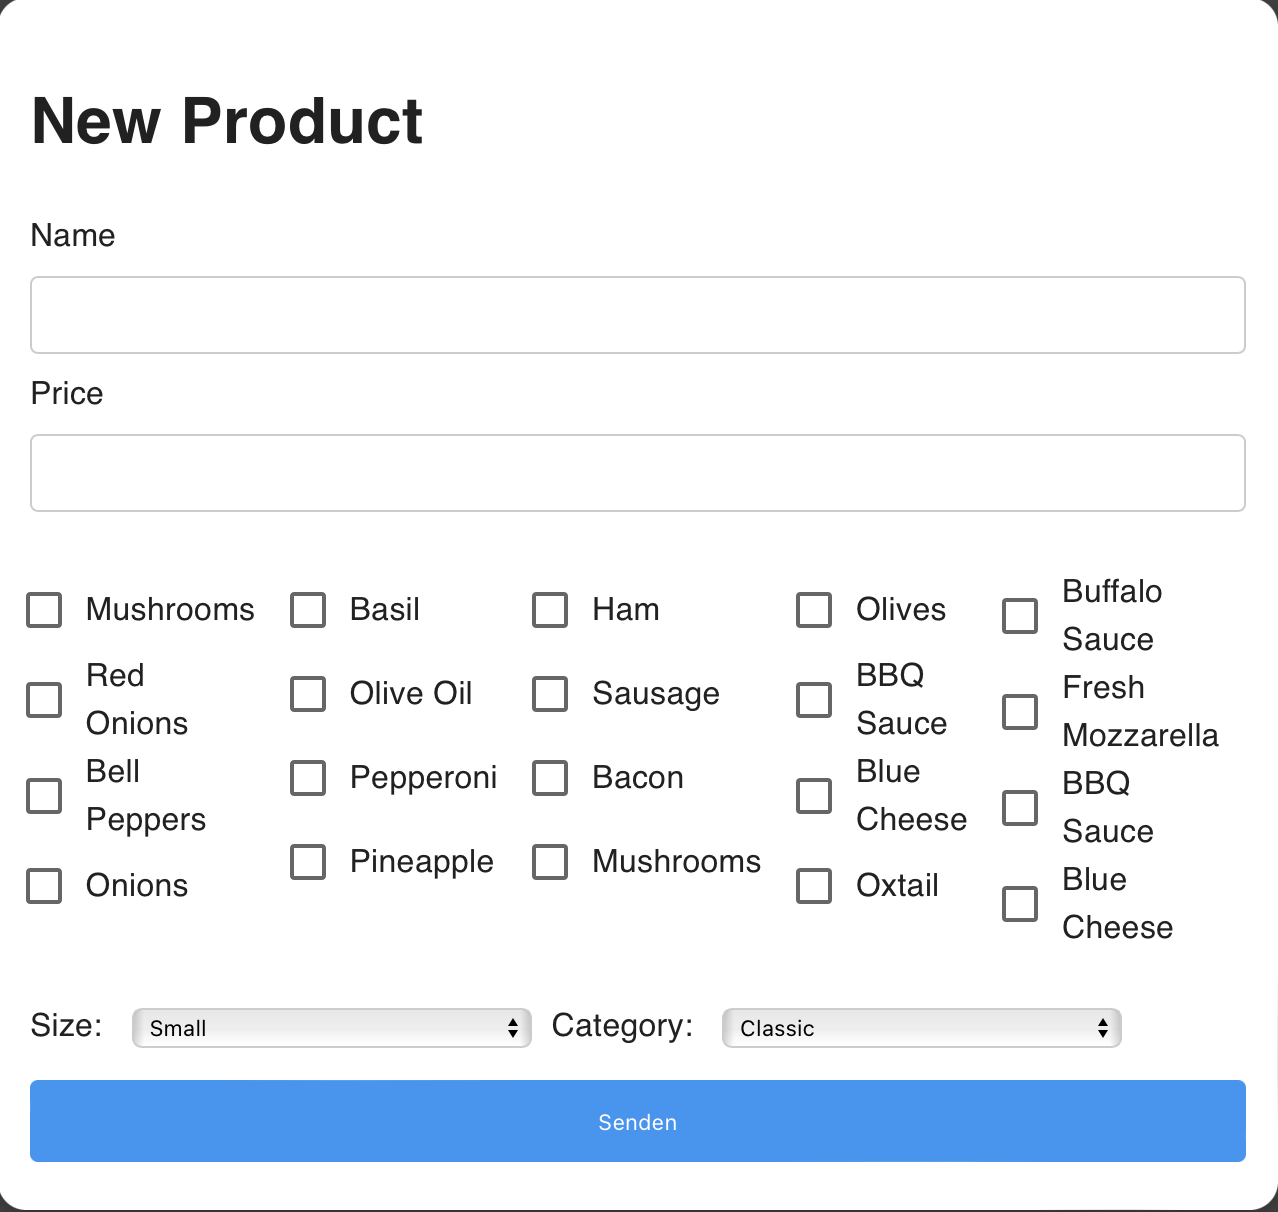 New Product
Name
Price
Mushrooms
Red
Onions
Bell
Peppers
Onions
Basil
Olive Oil
Pepperoni
Pineapple
Ham
Sausage
Bacon
Mushrooms
Olives
BBQ
Sauce
Blue
Cheese
Oxtail
Buffalo
Sauce
Fresh
Mozzarella
BBQ
Sauce
Blue
Cheese
Size: Small Category: Classic
Senden